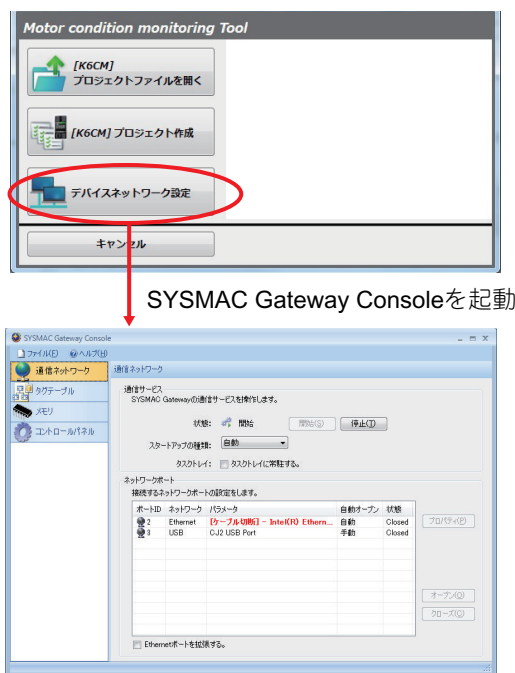 Motor condition monitoring Tool
[K6CM]
プロジェクトファイルを開く
[K6CM] プロジェクト作成
デバイスネットワーク設定
キャンセル
SYSMAC Gateway Consoleを起動
SYSMAC Gateway Console
ファイル(F) ヘルプ(H)
通信ネットワーク
タグテーブル
メモリ
コントロールパネル
通信ネットワーク
通信サービス
SYSMAC Gatewayの通信サービスを操作します。
状態: 開始 開始(S) 停止(T)
スタートアップの種類: 自動
タスクトレイ: タスクトレイに常駐する。
ネットワークポート
接続するネットワークポートの設定をします。
ポートID ネットワーク パラメータ 自動オープン 状態
2 Ethernet [ケーブル切断] - Intel(R) Ethern... 自動 Closed
3 USB CJ2 USB Port 手動 Closed
プロパティ(P)
オープン(O)
クローズ(C)
Ethernetポートを拡張する。